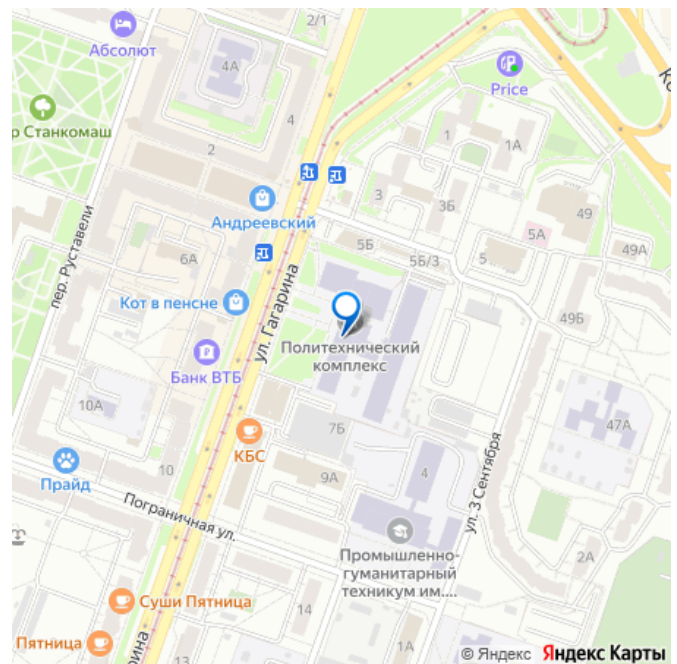 2/1
Абсолют
4А
Price
р Станкомаш
4
1
1А
2
3
3Б
49
Андреевский
5А
пер. Руставели
5Б
5Б/3
5
49А
6А
Кот в пенсне
ул. Гагарина
49Б
Политехнический
комплекс
Банк ВТБ
10А
7Б
47А
КБС
Прайд
10
9А
4
ул. 3 Сентября
Пограничная ул.
Промышленно-
гуманитарный
техникум им....
2А
Суши Пятница
14
Пятница
рина
13
1А
© Яндекс Яндекс Карты